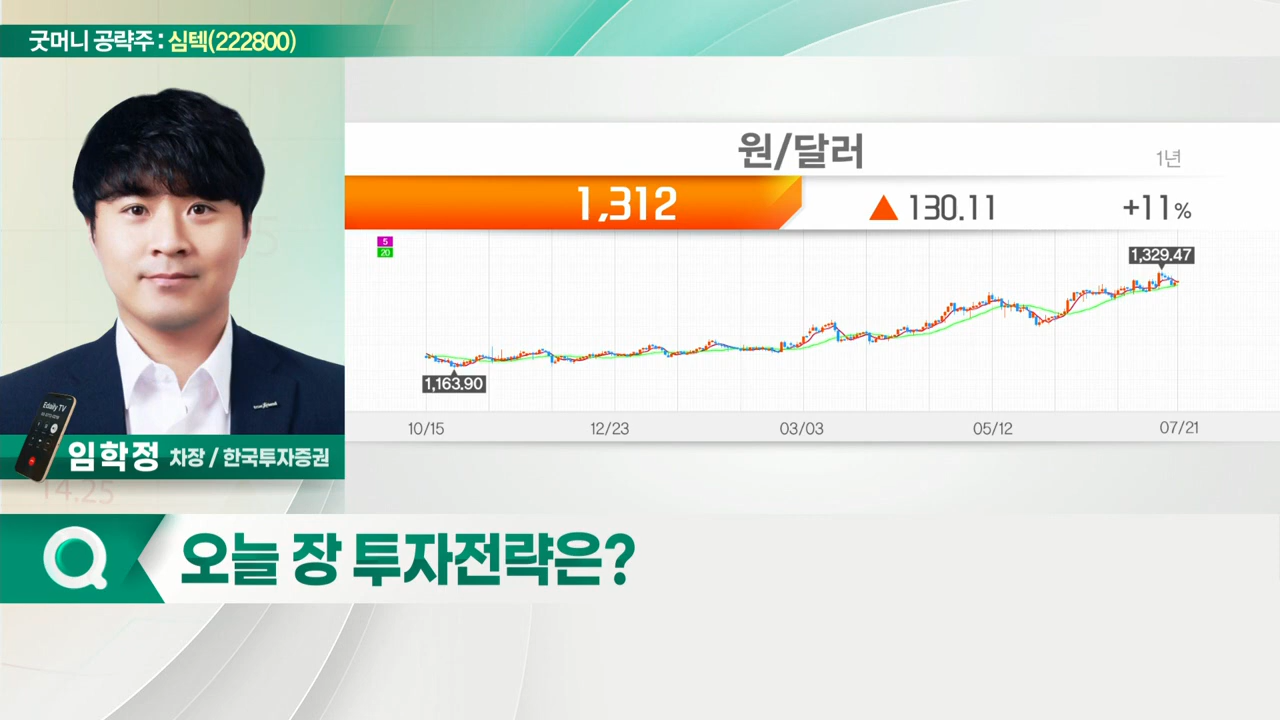 굿머니 공략주 : 심텍(222800)
원/달러
1년
1,312
▲ 130.11
+11%
5
20
1,329.47
1,163.90
10/15
12/23
03/03
05/12
07/21
Edaily TV
임학정 차장 / 한국투자증권
14.25
Q 오늘 장 투자전략은?